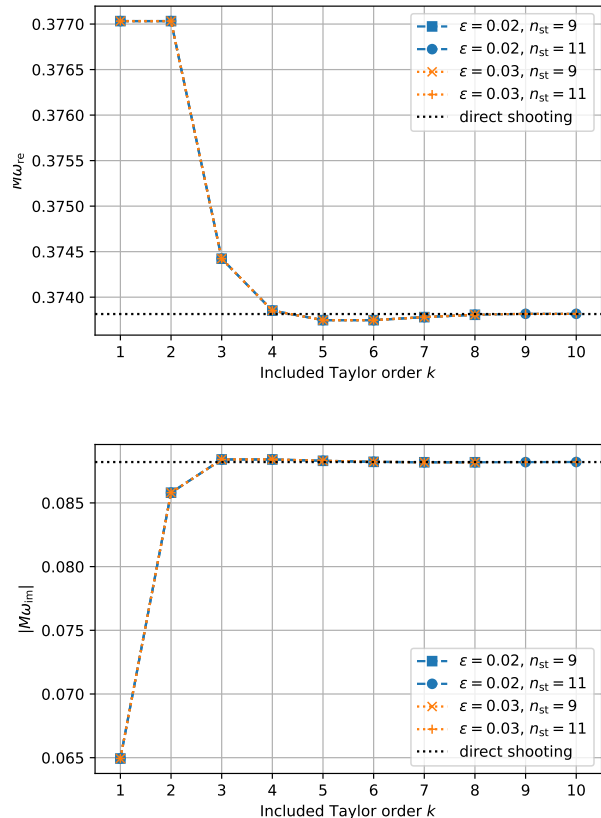 0.3770
0.3765
0.3760
0.3755
0.3750
0.3745
0.3740
Mω_re
ε = 0.02, n_st = 9
ε = 0.02, n_st = 11
ε = 0.03, n_st = 9
ε = 0.03, n_st = 11
direct shooting
1 2 3 4 5 6 7 8 9 10
Included Taylor order k
0.085
0.080
0.075
0.070
0.065
|Mω_im|
ε = 0.02, n_st = 9
ε = 0.02, n_st = 11
ε = 0.03, n_st = 9
ε = 0.03, n_st = 11
direct shooting
1 2 3 4 5 6 7 8 9 10
Included Taylor order k